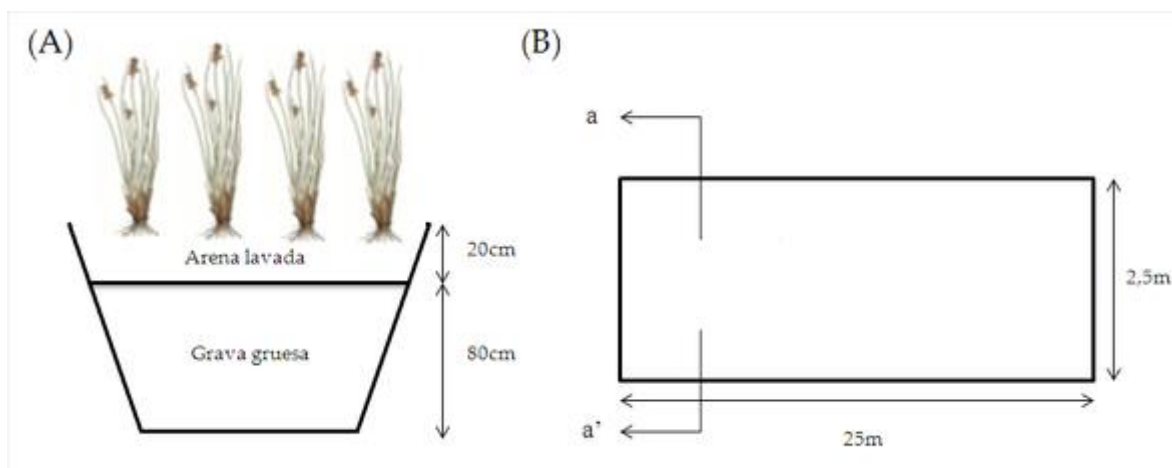 (A)
Arena lavada
20cm
Grava gruesa
80cm
(B)
a
2,5m
a’
25m